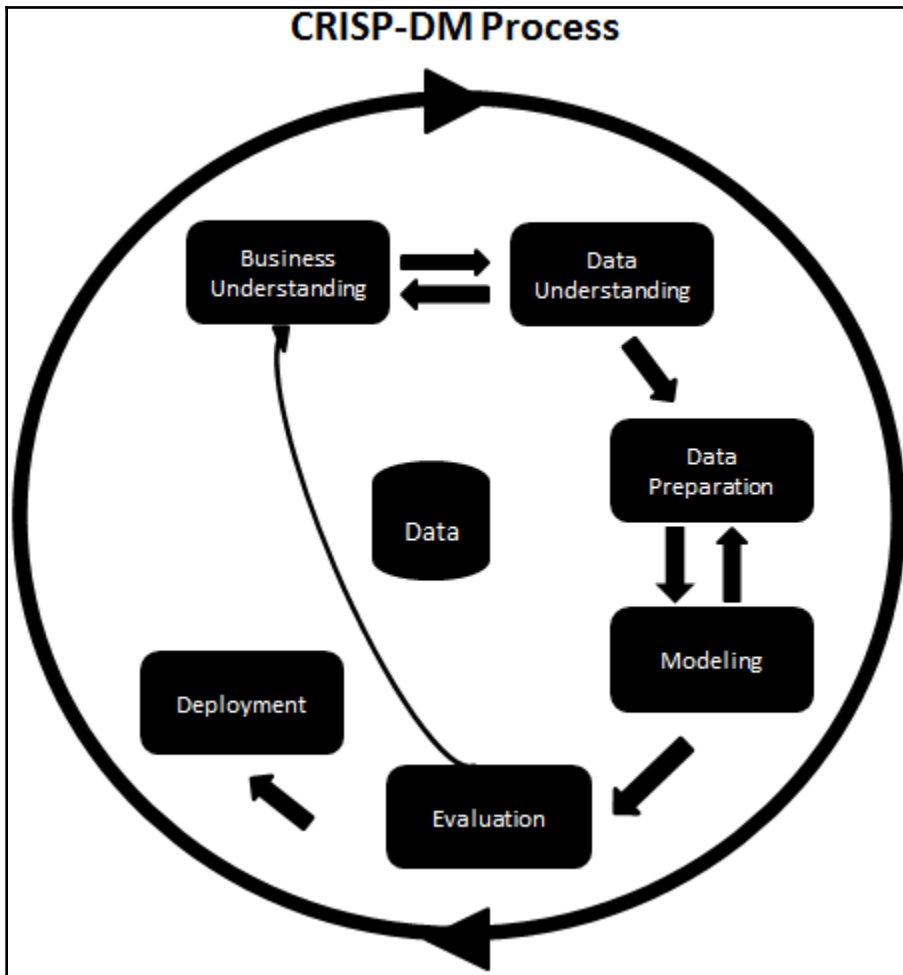 CRISP-DM Process
Business
Understanding
Data
Understanding
Data
Preparation
Data
Modeling
Deployment
Evaluation